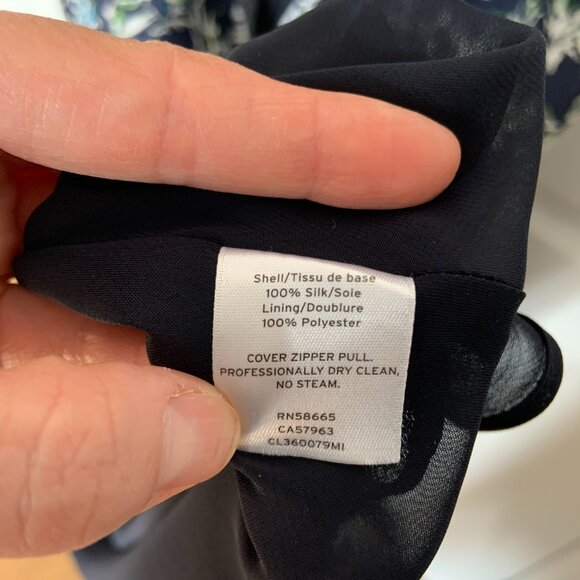 Shell/Tissu de base
100% Silk/Soie
Lining/Doublure
100% Polyester
COVER ZIPPER PULL.
PROFESSIONALLY DRY CLEAN,
NO STEAM.
RN58665
CA57963
CL360079MI